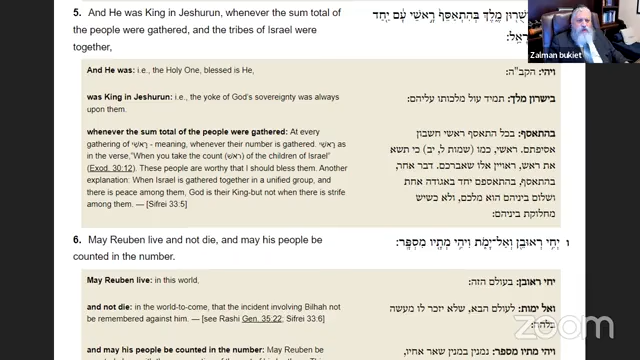 5. And He was King in Jeshurun, whenever the sum total of
the people were gathered, and the tribes of Israel were
together,
מֶּלֶךְ בְּהִתְאַסֵּף רָאשֵׁי עָם יַחַד
And He was: i.e., the Holy One, blessed is He,
ויהי: הקב"ה:
was King in Jeshurun: i.e., the yoke of God's sovereignty was always
upon them.
בישרון מלך: תמיד עול מלכותו עליהם:
whenever the sum total of the people were gathered: At every
gathering of רָאשֵׁי - meaning, whenever their number is gathered. רָאשֵׁי as
in the verse,"When you take the count (רֹאשׁ) of the children of Israel"
(Exod. 30:12). These people are worthy that I should bless them. Another
explanation: When Israel is gathered together in a unified group, and
there is peace among them, God is their King-but not when there is strife
among them. — [Sifrei 33:5]
בהתאסף: בכל התאסף ראשי חשבון
אסיפתם. ראשי, כמו (שמות ל, יב) כי תשא
את ראש, ראויין אלו שאברכם. דבר אחר,
בהתאסף, בהתאספם יחד באגודה אחת
ושלום ביניהם הוא מלכם, ולא כשיש
מחלוקת ביניהם:
6. May Reuben live and not die, and may his people be
counted in the number.
ו יְחִי רְאוּבֵן וְאַל־יָמֹת וִיהִי מְתָיו מִסְפָּר:
May Reuben live: in this world,
יחי ראובן: בעולם הזה:
and not die: in the world-to-come, that the incident involving Bilhah
not be remembered against him. — [see Rashi Gen. 35:22; Sifrei 33:6]
ואל ימות: לעולם הבא, שלא יזכר לו מעשה
בלהה:
and may his people be counted in the number: May Reuben be
ויהי מתיו מספר: נמנין במנין שאר אחיו,
Zalman bukiet
zoom